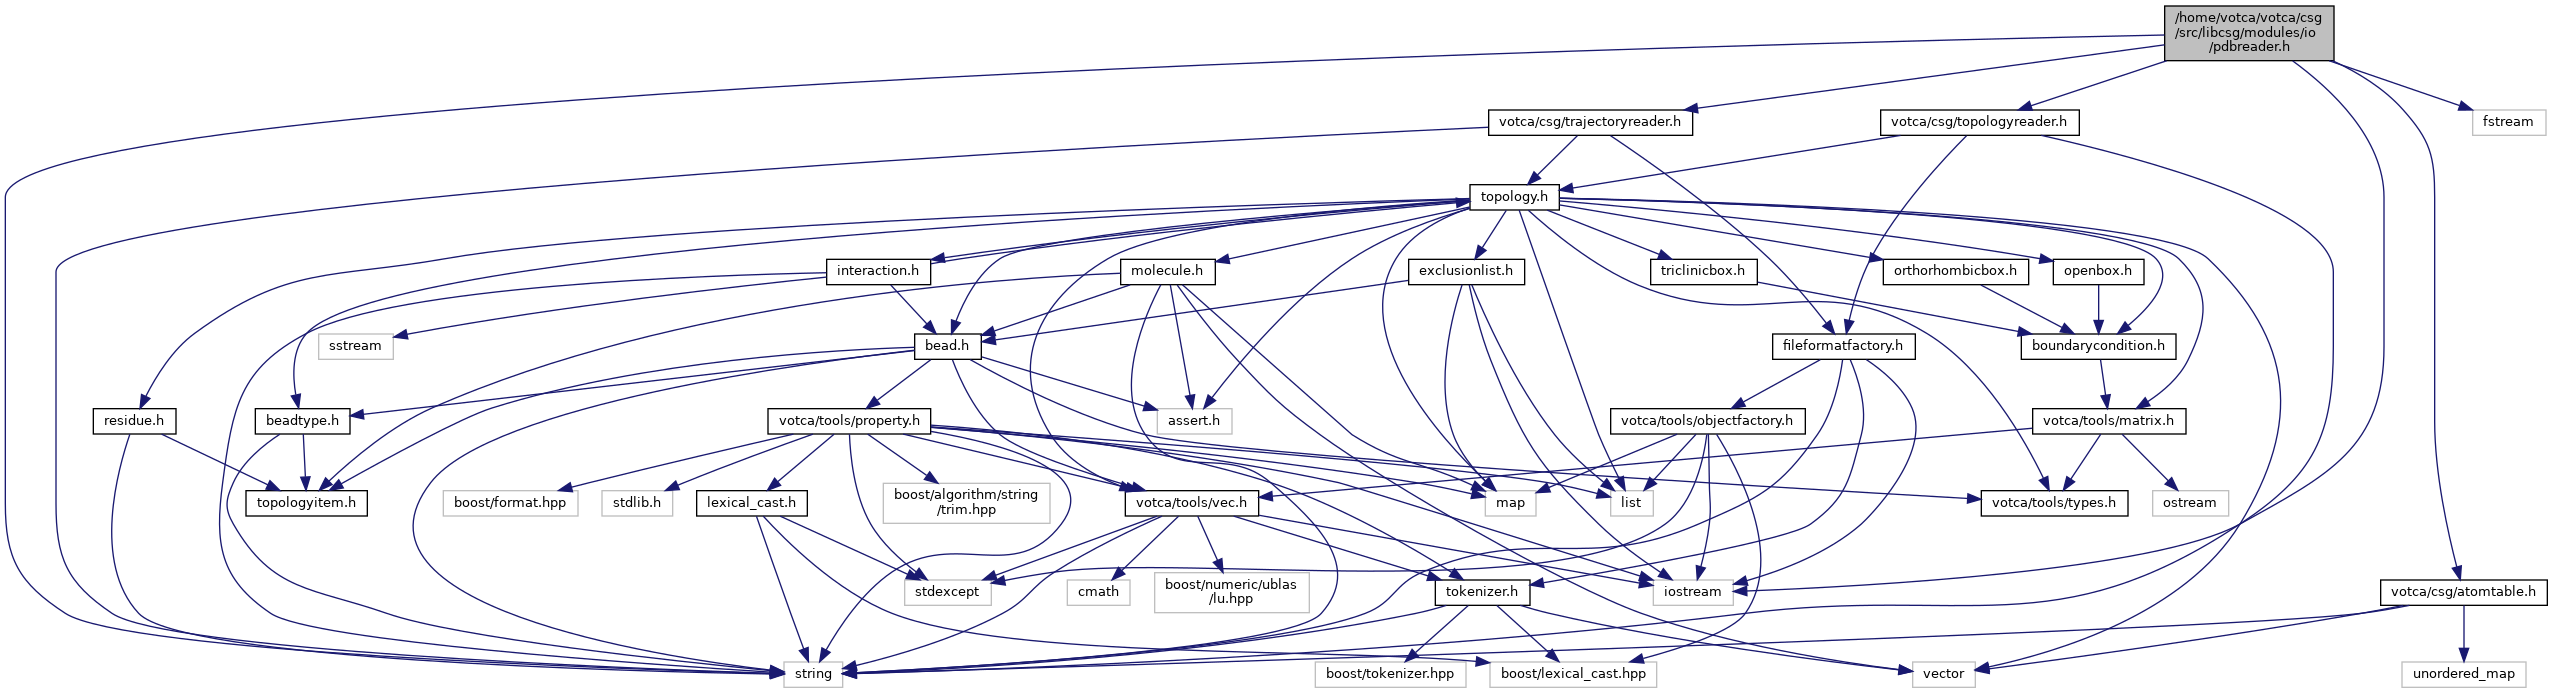 /home/votca/votca/csg
/src/libcsg/modules/io
/pdbreader.h
votca/csg/trajectoryreader.h
votca/csg/topologyreader.h
fstream
topology.h
interaction.h
molecule.h
exclusionlist.h
triclinicbox.h
orthorhombicbox.h
openbox.h
sstream
bead.h
fileformatfactory.h
boundarycondition.h
residue.h
beadtype.h
votca/tools/property.h
assert.h
votca/tools/objectfactory.h
votca/tools/matrix.h
topologyitem.h
boost/format.hpp
stdlib.h
lexical_cast.h
boost/algorithm/string
/trim.hpp
votca/tools/vec.h
map
list
votca/tools/types.h
ostream
stdexcept
cmath
boost/numeric/ublas
/lu.hpp
tokenizer.h
iostream
votca/csg/atomtable.h
string
boost/tokenizer.hpp
boost/lexical_cast.hpp
vector
unordered_map